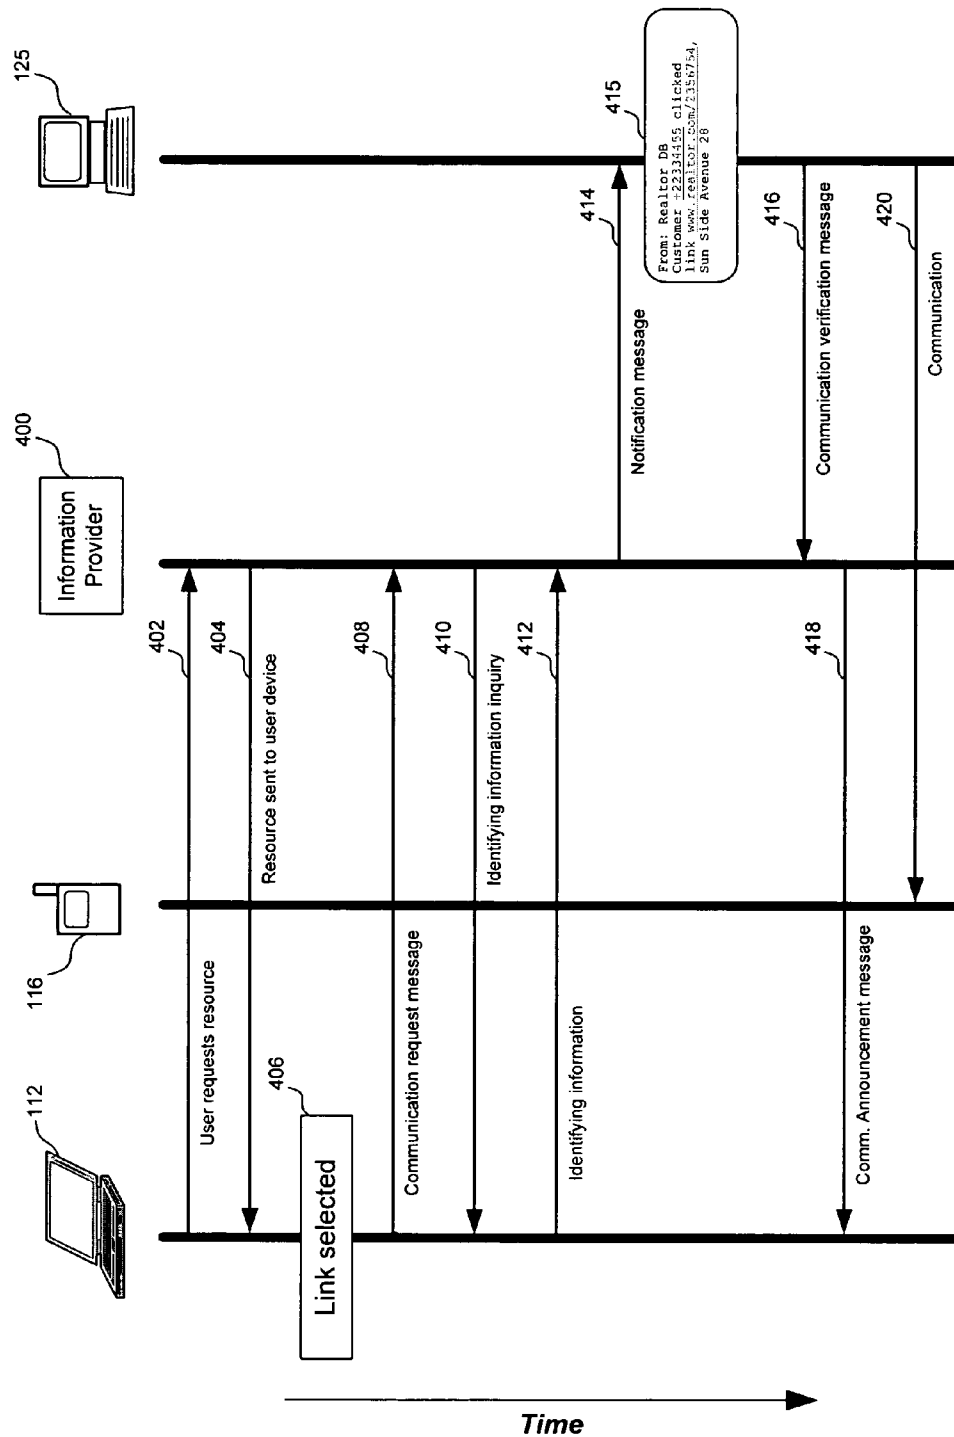 112
116
400
125
Information
Provider
402
User requests resource
404
Resource sent to user device
Link selected
406
408
Communication request message
410
Identifying information inquiry
412
Identifying information
414
Notification message
415
From: Realtor DB
Customer +22334455 clicked
link www.realtor.com/2356754,
Sun Side Avenue 28
416
Communication verification message
418
Comm. Announcement message
420
Communication
Time